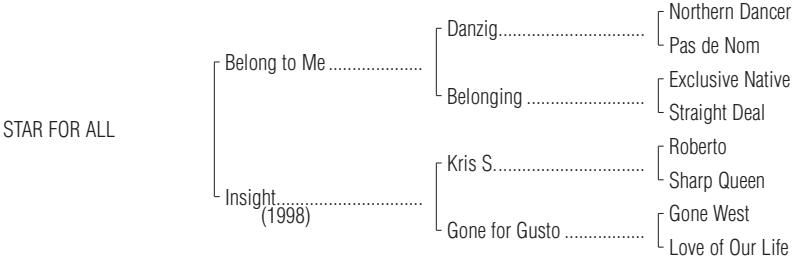 Northern Dancer
Danzig..............................
Pas de Nom
Belong to Me ...................
Exclusive Native
Belonging ........................
Straight Deal
STAR FOR ALL
Roberto
Kris S...............................
Sharp Queen
Insight..............................
(1998)
Gone West
Gone for Gusto ................
Love of Our Life